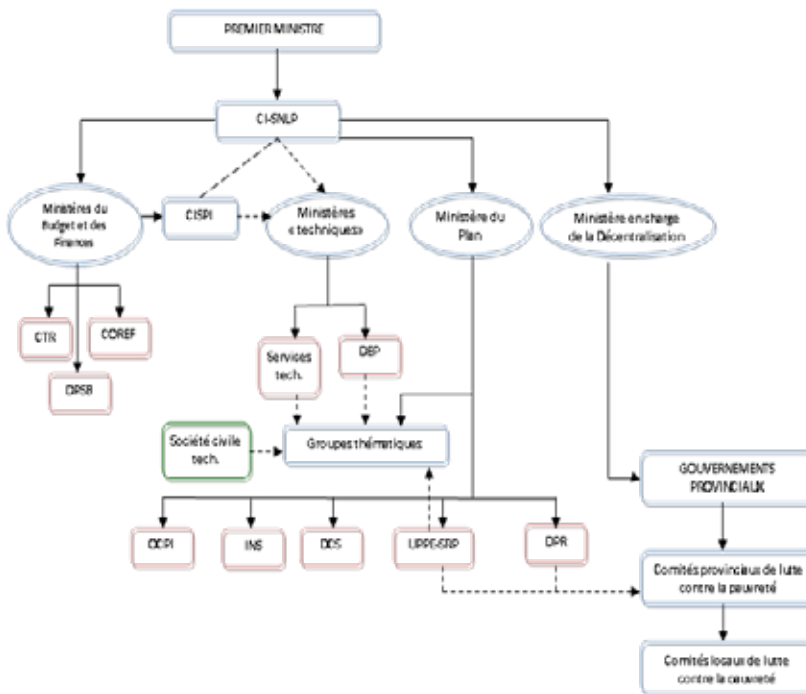 PREMIER MINISTRE
CI-SNLP
Ministères du
Budget et des
Finances
CISPI
Ministères
« techniques»
Ministère du
Plan
Ministère en charge
de la Décentralisation
CTR
COREF
DPSB
Services
tech.
DEP
Société civile
tech.
Groupes thématiques
GOUVERNEMENTS
PROVINCIAUX
INS
UPPE-SRP
DPR
Comités provinciaux de lutte
contre la pauvreté
Comités locaux de lutte
contre la pauvreté